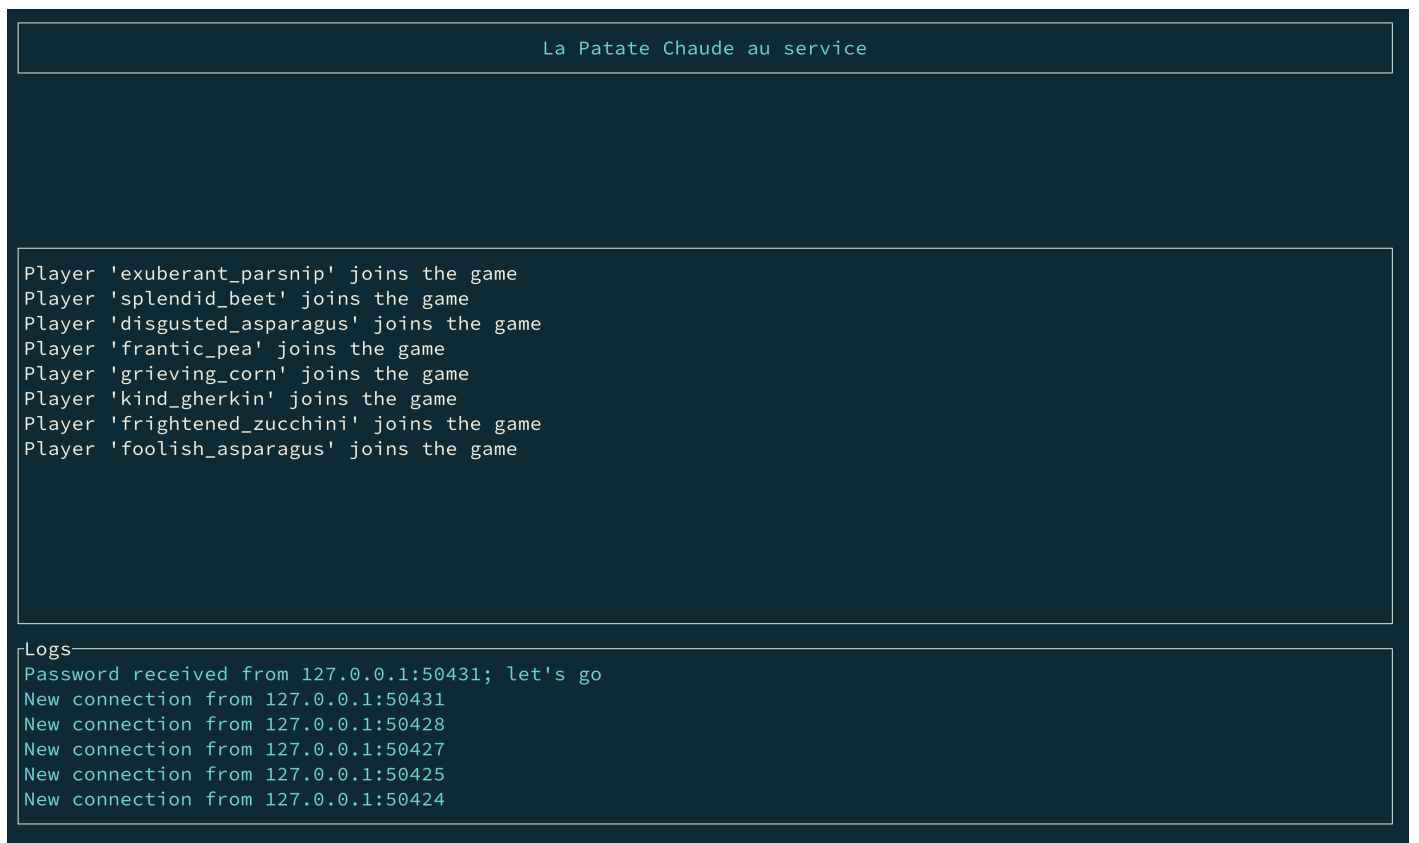 La Patate Chaude au service
Player 'exuberant_parsnip' joins the game
Player 'splendid_beet' joins the game
Player 'disgusted_asparagus' joins the game
Player 'frantic_pea' joins the game
Player 'grieving_corn' joins the game
Player 'kind_gherkin' joins the game
Player 'frightened_zucchini' joins the game
Player 'foolish_asparagus' joins the game
Logs
Password received from 127.0.0.1:50431; let's go
New connection from 127.0.0.1:50431
New connection from 127.0.0.1:50428
New connection from 127.0.0.1:50427
New connection from 127.0.0.1:50425
New connection from 127.0.0.1:50424